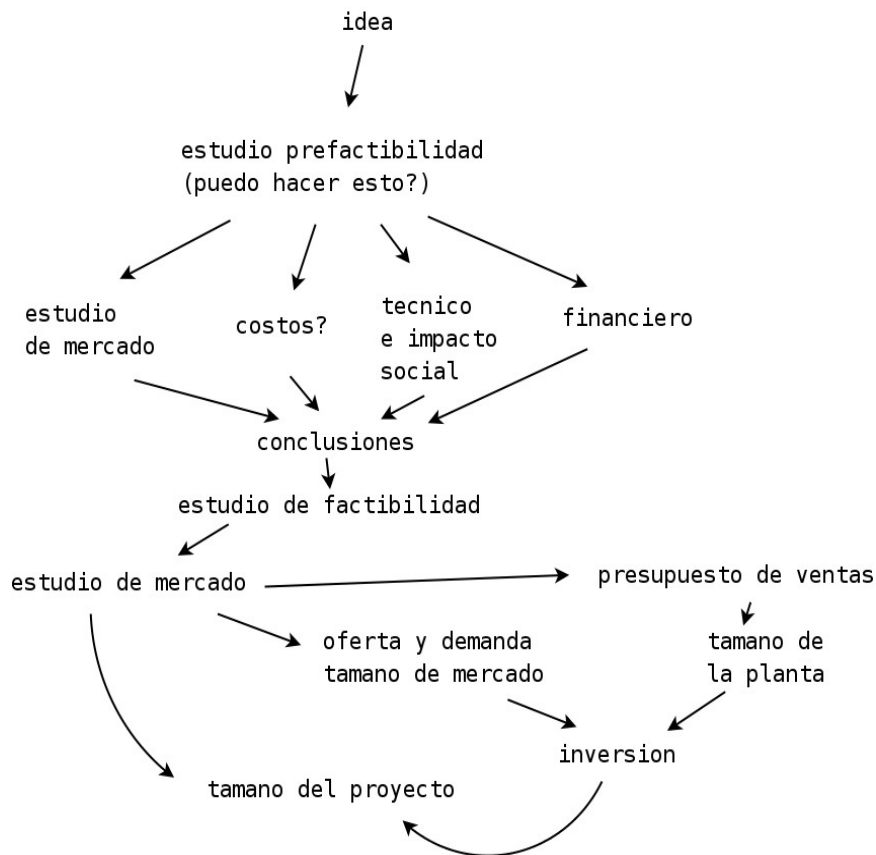 idea
estudio prefactibilidad
(puedo hacer esto?)
estudio
de mercado
costos?
tecnico
e impacto
social
financiero
conclusiones
estudio de factibilidad
estudio de mercado
presupuesto de ventas
oferta y demanda
tamano de mercado
tamano de
la planta
inversion
tamano del proyecto